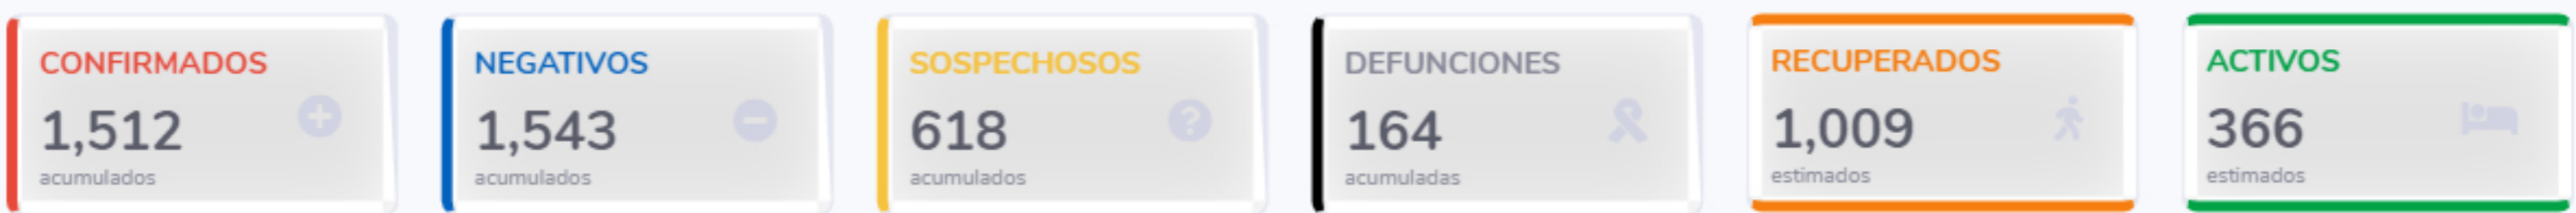 CONFIRMADOS
1,512
acumulados
NEGATIVOS
1,543
acumulados
SOSPECHOSOS
618
acumulados
DEFUNCIONES
164
acumuladas
RECUPERADOS
1,009
estimados
ACTIVOS
366
estimados